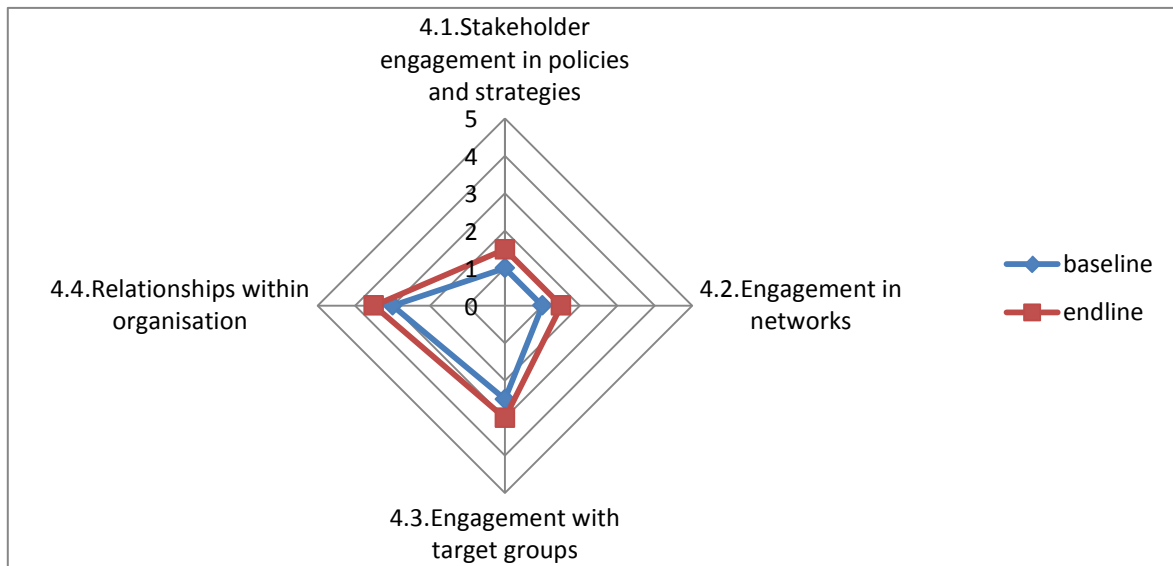 4.1.Stakeholder
engagement in policies
and strategies
5
4
3
2
1
0
4.4.Relationships within
organisation
4.2.Engagement in
networks
4.3.Engagement with
target groups
baseline
endline